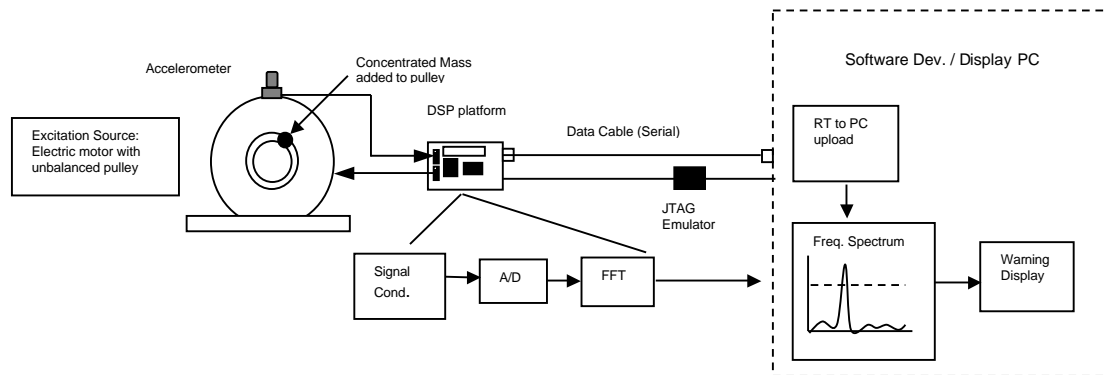 Software Dev. / Display PC
Accelerometer
Concentrated Mass
added to pulley
DSP platform
Data Cable (Serial)
RT to PC
upload
Excitation Source:
Electric motor with
unbalanced pulley
JTAG
Emulator
Freq. Spectrum
Signal
Cond.
A/D
FFT
Warning
Display